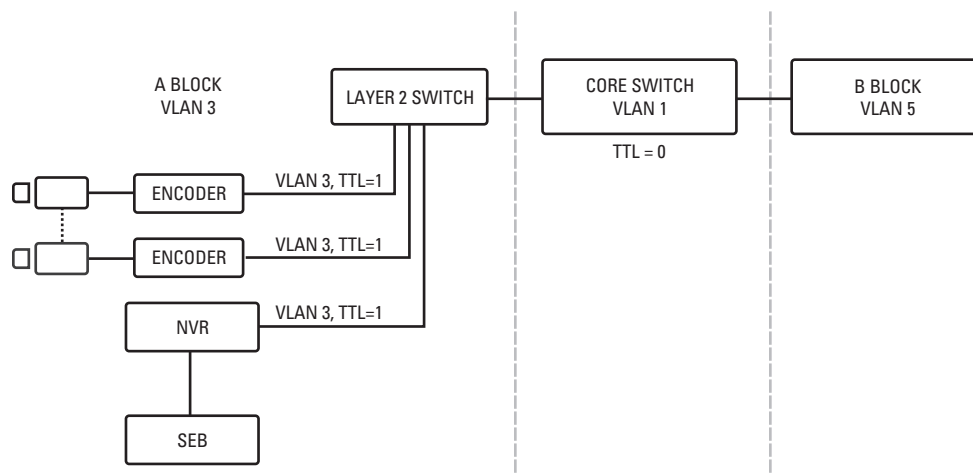 A BLOCK
VLAN 3
LAYER 2 SWITCH
CORE SWITCH
VLAN 1
B BLOCK
VLAN 5
TTL = 0
ENCODER
VLAN 3, TTL=1
ENCODER
VLAN 3, TTL=1
NVR
VLAN 3, TTL=1
SEB